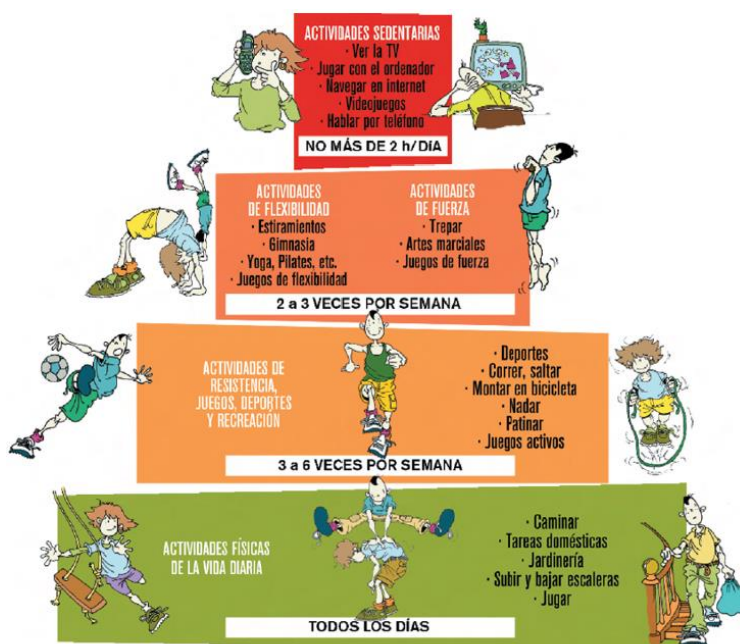 ACTIVIDADES SEDENTARIAS
· Ver la TV
· Jugar con el ordenador
· Navegar en internet
· Videojuegos
· Hablar por teléfono
NO MÁS DE 2 h/DÍA
ACTIVIDADES
DE FLEXIBILIDAD
· Estiramientos
· Gimnasia
· Yoga, Pilates, etc.
· Juegos de flexibilidad
ACTIVIDADES
DE FUERZA
· Trepar
· Artes marciales
· Juegos de fuerza
2 a 3 VECES POR SEMANA
ACTIVIDADES DE
RESISTENCIA,
JUEGOS, DEPORTES
Y RECREACIÓN
· Deportes
· Correr, saltar
· Montar en bicicleta
· Nadar
· Patinar
· Juegos activos
3 a 6 VECES POR SEMANA
ACTIVIDADES FÍSICAS
DE LA VIDA DIARIA
· Caminar
· Tareas domésticas
· Jardinería
· Subir y bajar escaleras
· Jugar
TODOS LOS DÍAS